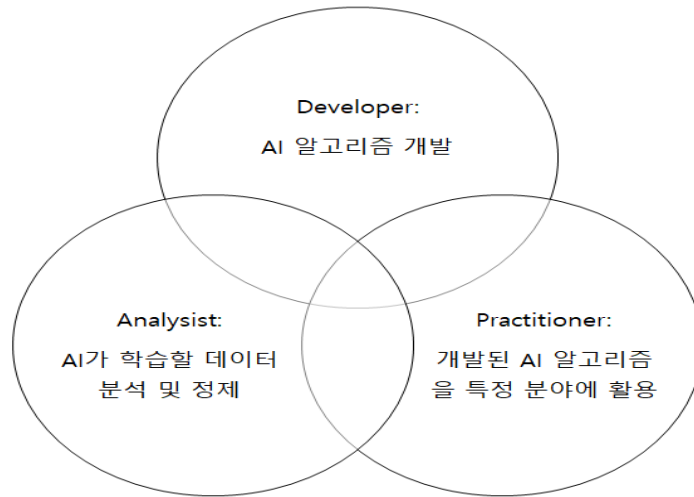 Developer:
AI 알고리즘 개발
Analysist:
AI가 학습할 데이터
분석 및 정제
Practitioner:
개발된 AI 알고리즘
을 특정 분야에 활용